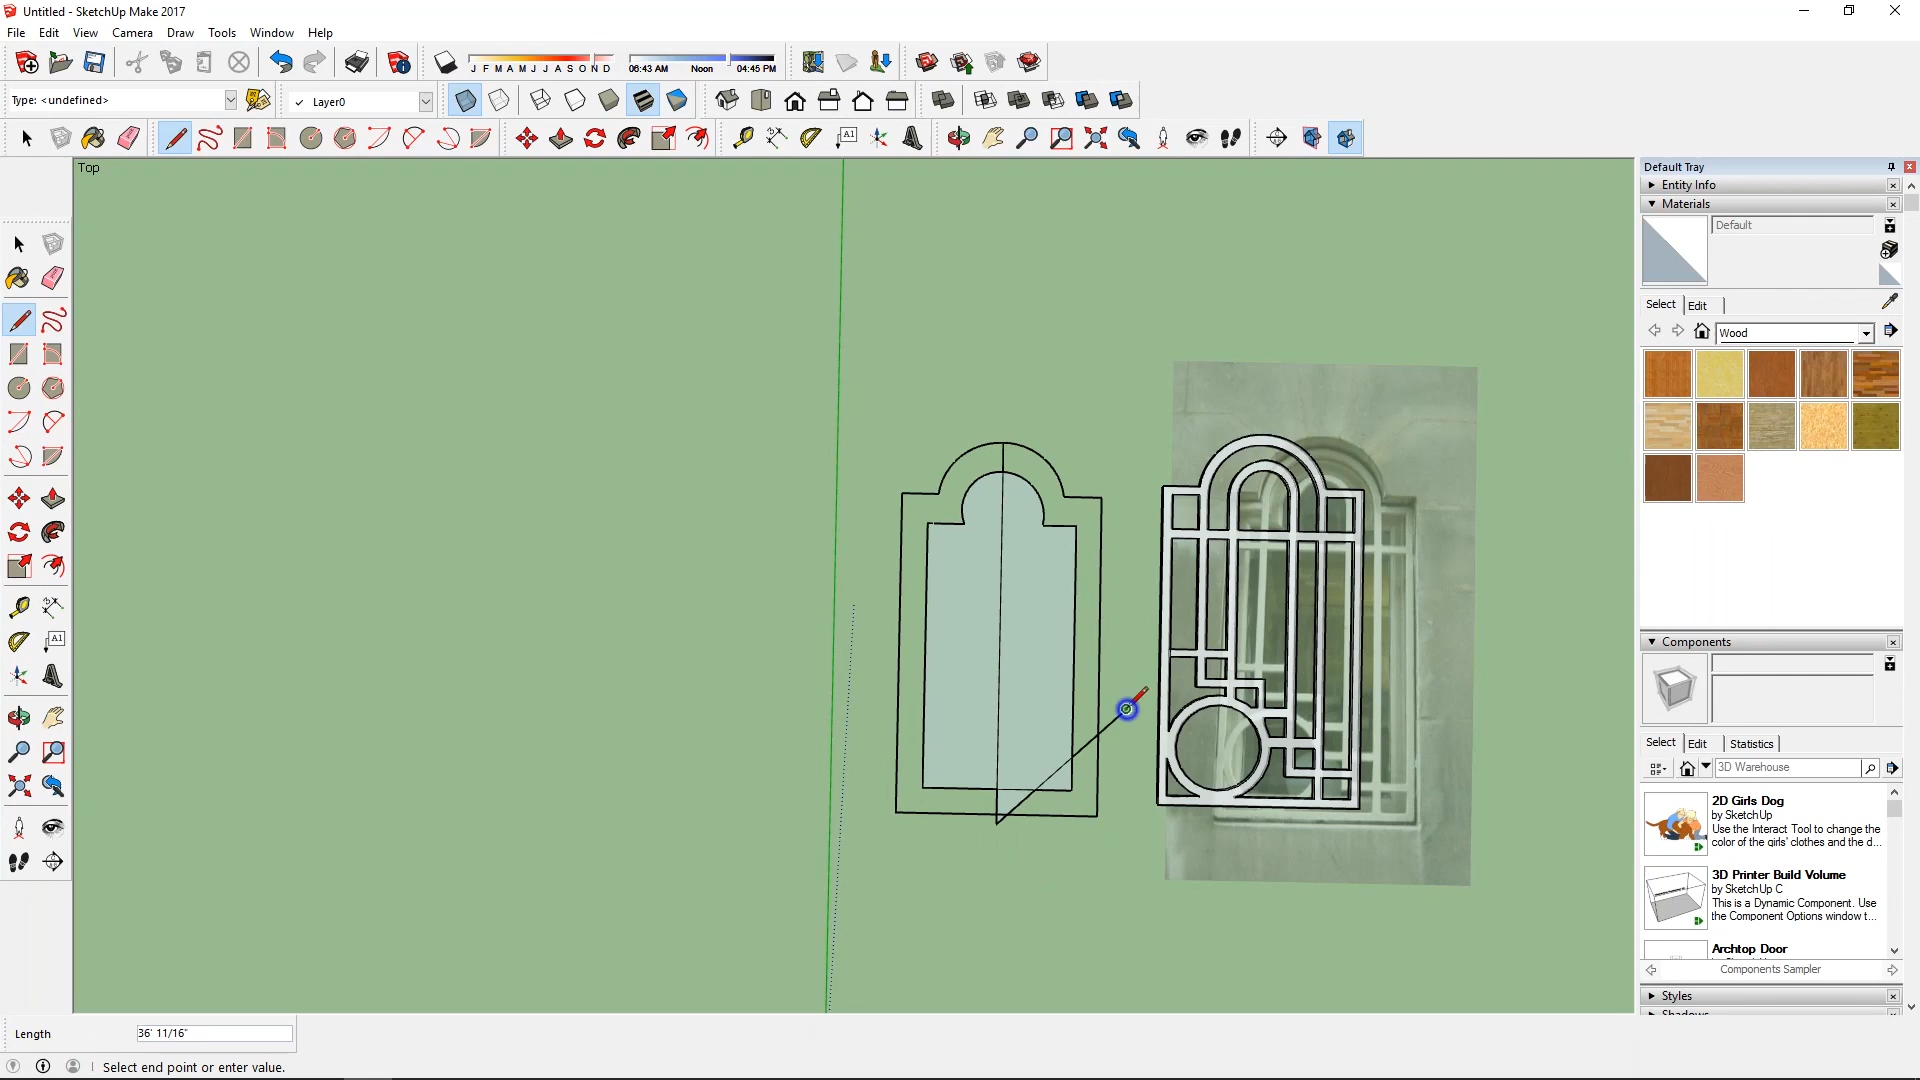 Untitled - SketchUp Make 2017
File Edit View Camera Draw Tools Window Help
J F M A M J J A S O N D
06:43 AM Noon 04:45 PM
Type: <undefined>
Layer0
A1
Top
Default Tray
Entity Info
Materials
Default
Select Edit
Wood
A1
Components
Select Edit Statistics
3D Warehouse
2D Girls Dog
by SketchUp
Use the Interact Tool to change the
color of the girls' clothes and the d...
3D Printer Build Volume
by SketchUp C
This is a Dynamic Component. Use
the Component Options window t...
Archtop Door
Components Sampler
Styles
Shadows
Length 36' 11/16"
Select end point or enter value.